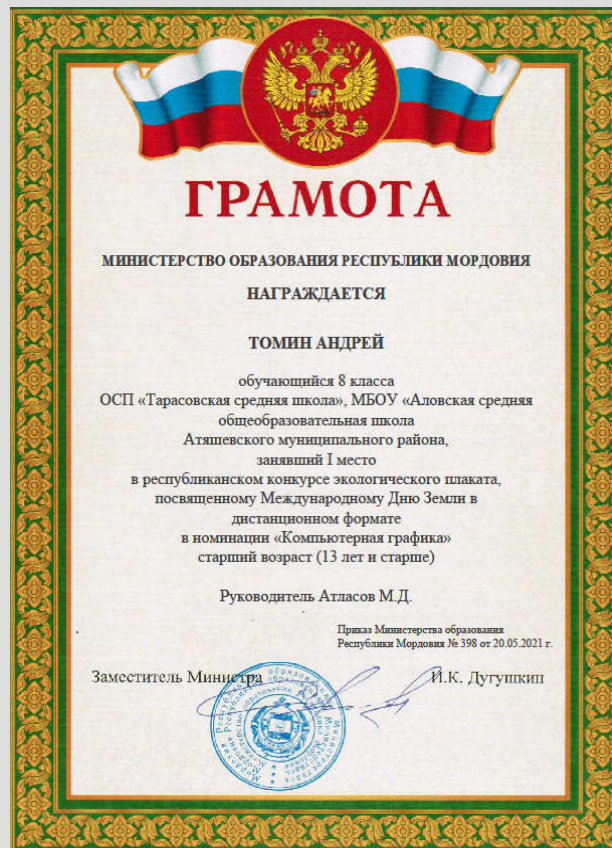 ГРАМОТА
МИНИСТЕРСТВО ОБРАЗОВАНИЯ РЕСПУБЛИКИ МОРДОВИЯ
НАГРАЖДАЕТСЯ
ТОМИН АНДРЕЙ
обучающийся 8 класса
ОСП «Тарасовская средняя школа», МБОУ «Аловская средняя
общеобразовательная школа
Атяшевского муниципального района,
занявший I место
в республиканском конкурсе экологического плаката,
посвященному Международному Дню Земли в
дистанционном формате
в номинации «Компьютерная графика»
старший возраст (13 лет и старше)
Руководитель Атласов М.Д.
Приказ Министерства образования
Республики Мордовия № 398 от 20.05.2021 г.
Заместитель Министра И.К. Дугушкин